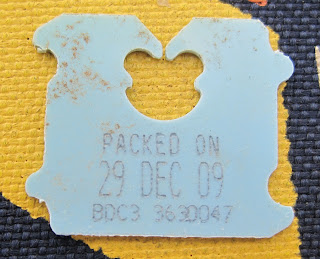 PACKED ON
29 DEC 09
BDC3 3630047